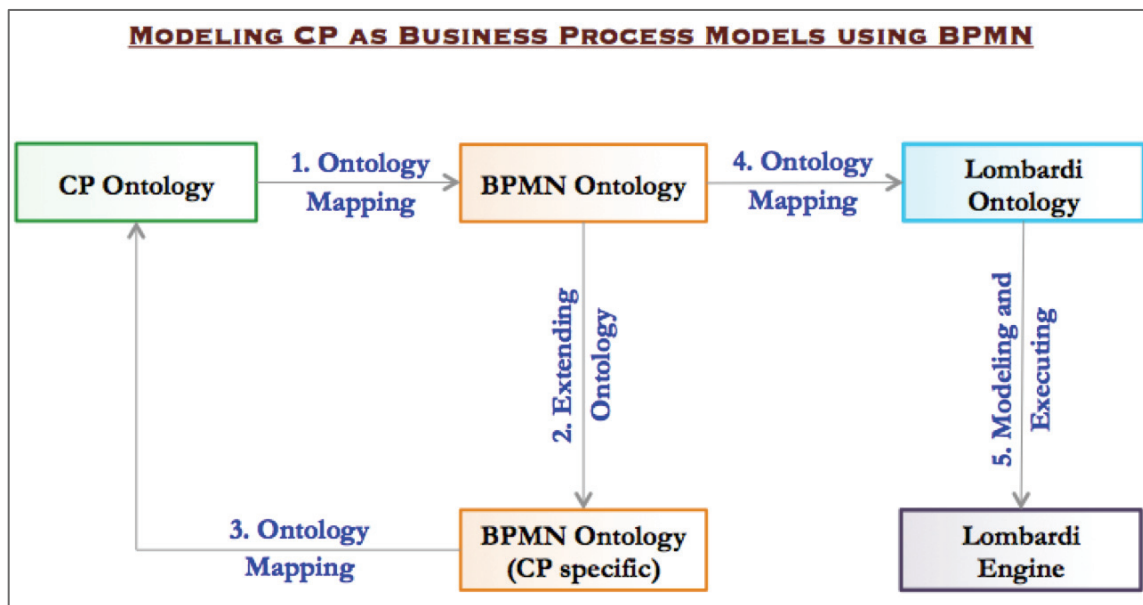 MODELING CP AS BUSINESS PROCESS MODELS USING BPMN
CP Ontology
1. Ontology
Mapping
BPMN Ontology
4. Ontology
Mapping
Lombardi
Ontology
2. Extending
Ontology
5. Modeling and
Executing
3. Ontology
Mapping
BPMN Ontology
(CP specific)
Lombardi
Engine